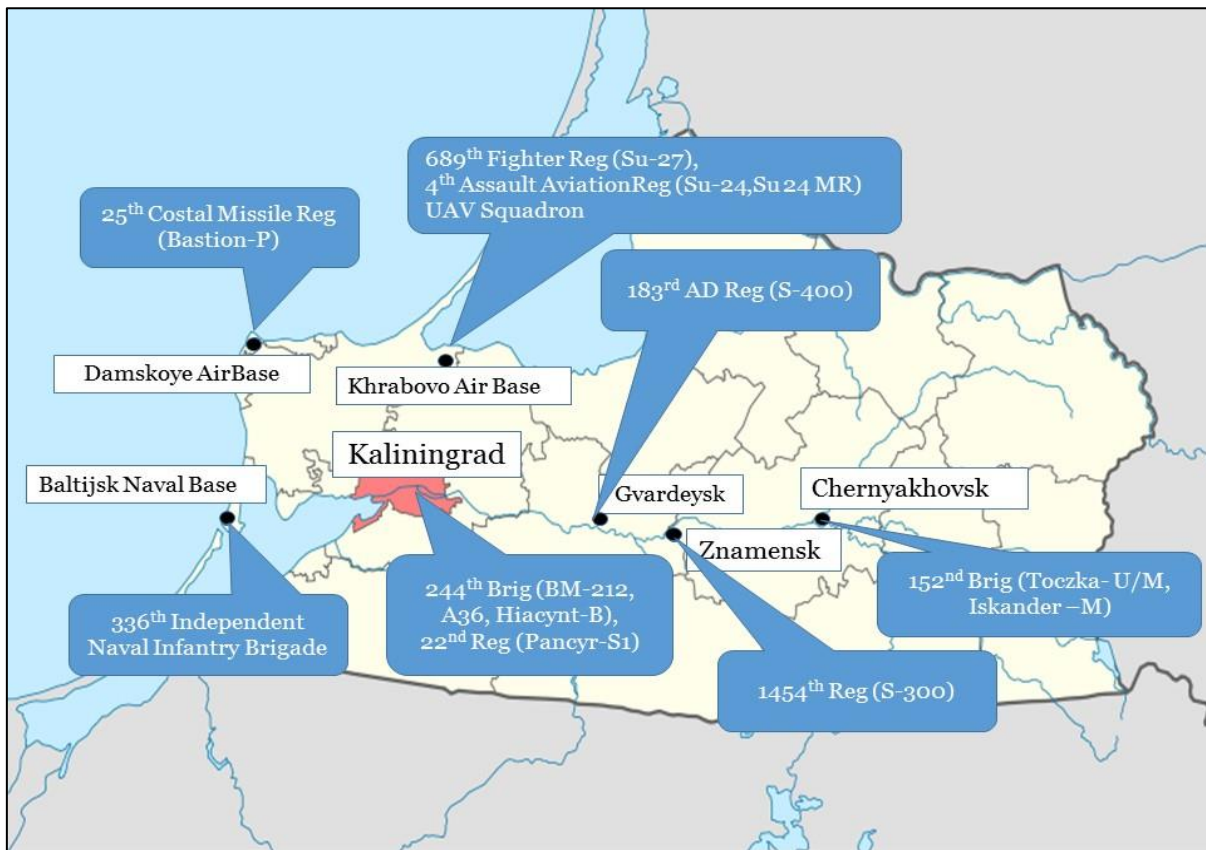 689th Fighter Reg (Su-27),
4th Assault AviationReg (Su-24,Su 24 MR)
UAV Squadron
25th Costal Missile Reg
(Bastion-P)
183rd AD Reg (S-400)
Damskoye AirBase
Khrabovo Air Base
Kaliningrad
Baltijsk Naval Base
Gvardeysk
Chernyakhovsk
Znamensk
336th Independent
Naval Infantry Brigade
244th Brig (BM-212,
A36, Hiacynt-B),
22nd Reg (Pancyr-S1)
152nd Brig (Toczka- U/M,
Iskander –M)
1454th Reg (S-300)